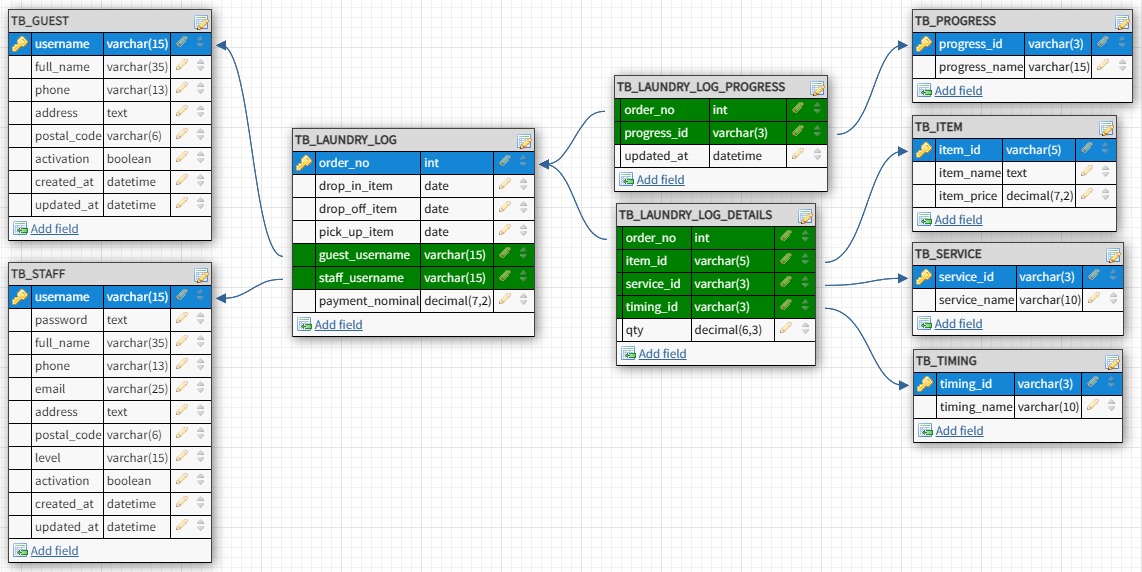 TB_GUEST
username varchar(15)
full_name varchar(35)
phone varchar(13)
address text
postal_code varchar(6)
activation boolean
created_at datetime
updated_at datetime
Add field
TB_STAFF
username varchar(15)
password text
full_name varchar(35)
phone varchar(13)
email varchar(25)
address text
postal_code varchar(6)
level varchar(15)
activation boolean
created_at datetime
updated_at datetime
Add field
TB_LAUNDRY_LOG
order_no int
drop_in_item date
drop_off_item date
pick_up_item date
guest_username varchar(15)
staff_username varchar(15)
payment_nominal decimal(7,2)
Add field
TB_LAUNDRY_LOG_PROGRESS
order_no int
progress_id varchar(3)
updated_at datetime
Add field
TB_LAUNDRY_LOG_DETAILS
order_no int
item_id varchar(5)
service_id varchar(3)
timing_id varchar(3)
qty decimal(6,3)
Add field
TB_PROGRESS
progress_id varchar(3)
progress_name varchar(15)
Add field
TB_ITEM
item_id varchar(5)
item_name text
item_price decimal(7,2)
Add field
TB_SERVICE
service_id varchar(3)
service_name varchar(10)
Add field
TB_TIMING
timing_id varchar(3)
timing_name varchar(10)
Add field